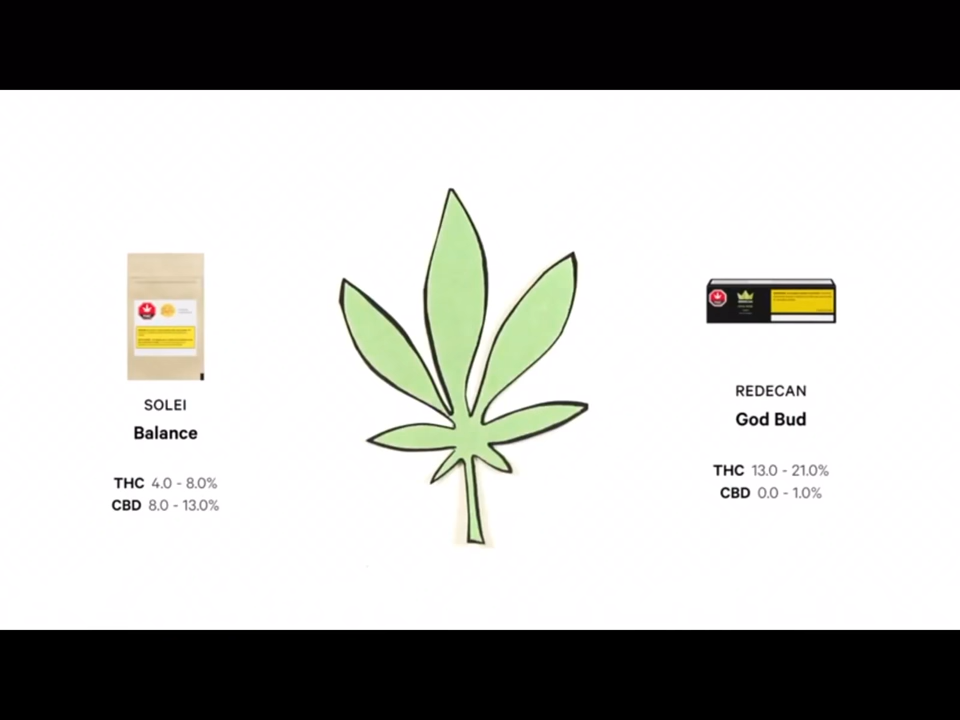 SOLEI
Balance
THC 4.0 - 8.0%
CBD 8.0 - 13.0%
REDECAN
God Bud
THC 13.0 - 21.0%
CBD 0.0 - 1.0%